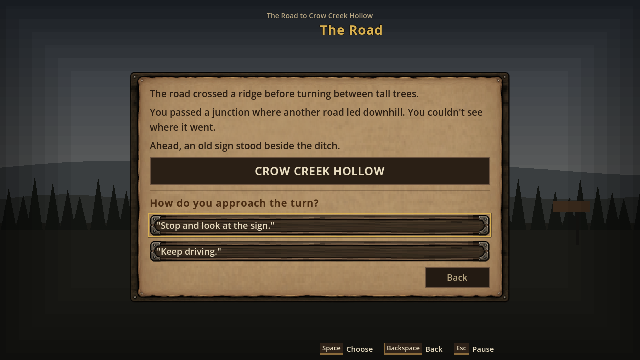 The Road to Crow Creek Hollow
The Road
The road crossed a ridge before turning between tall trees.
You passed a junction where another road led downhill. You couldn't see
where it went.
Ahead, an old sign stood beside the ditch.
CROW CREEK HOLLOW
How do you approach the turn?
"Stop and look at the sign."
"Keep driving."
Back
Space Choose Backspace Back Esc Pause